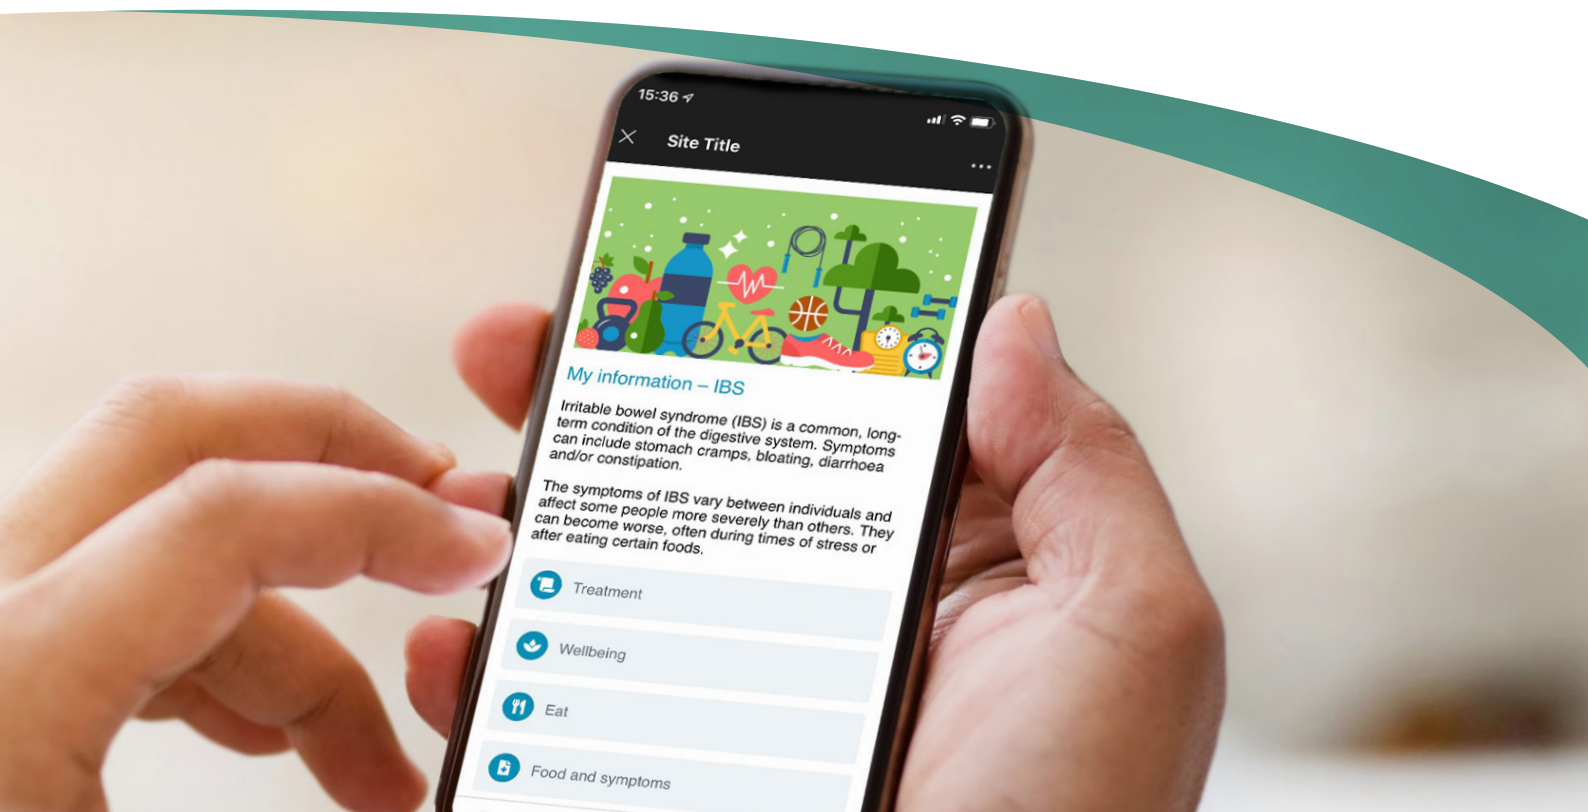 15:36
Site Title
My information – IBS
Irritable bowel syndrome (IBS) is a common, long-
term condition of the digestive system. Symptoms
can include stomach cramps, bloating, diarrhoea
and/or constipation.
The symptoms of IBS vary between individuals and
affect some people more severely than others. They
can become worse, often during times of stress or
after eating certain foods.
Treatment
Wellbeing
Eat
Food and symptoms